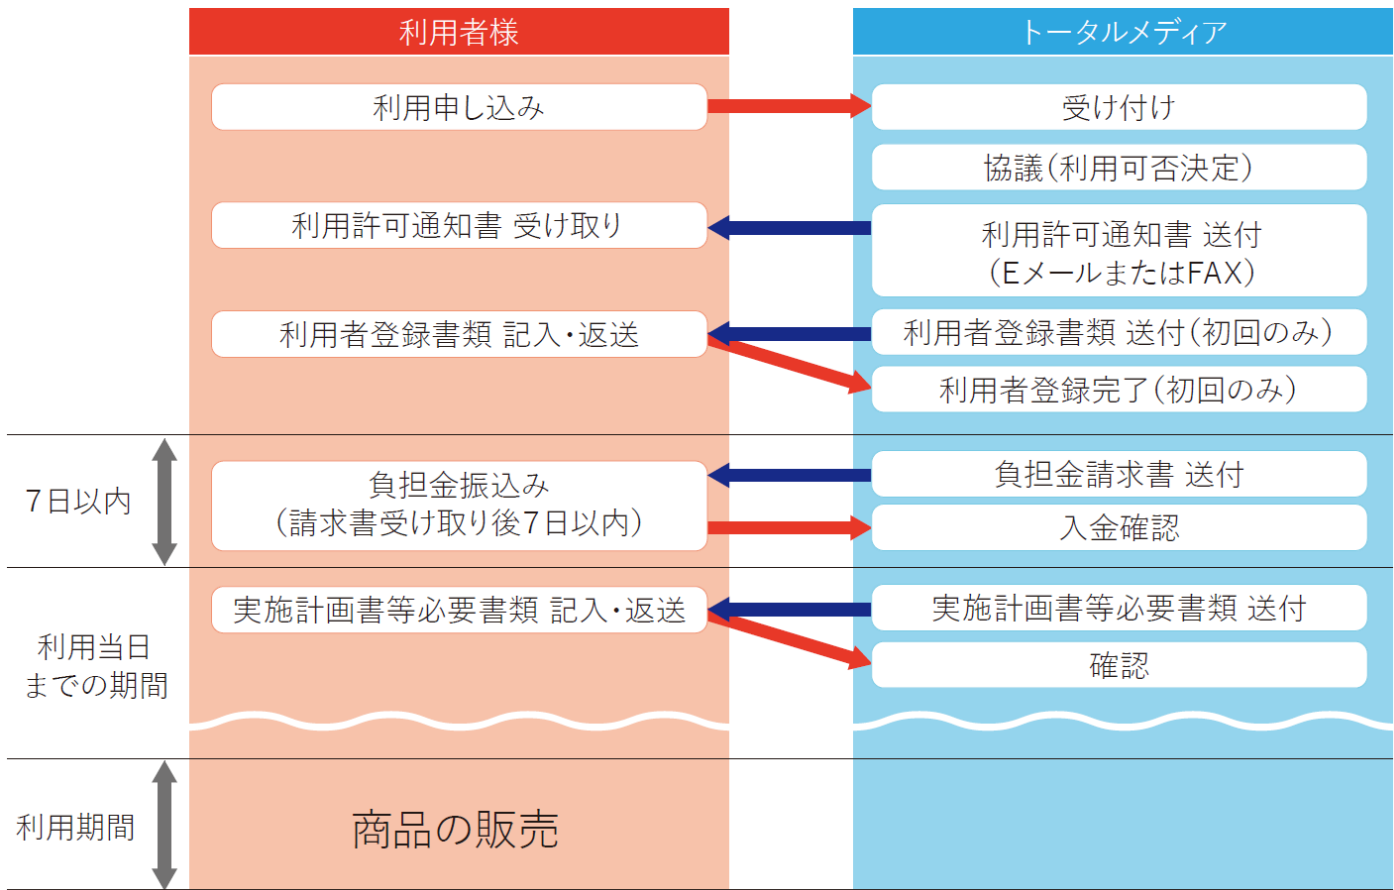 利用者様
トータルメディア
利用申し込み
受け付け
協議(利用可否決定)
利用許可通知書 受け取り
利用許可通知書 送付
(EメールまたはFAX)
利用者登録書類 記入・返送
利用者登録書類 送付(初回のみ)
利用者登録完了(初回のみ)
7日以内
負担金振込み
(請求書受け取り後7日以内)
負担金請求書 送付
入金確認
利用当日
までの期間
実施計画書等必要書類 記入・返送
実施計画書等必要書類 送付
確認
利用期間
商品の販売